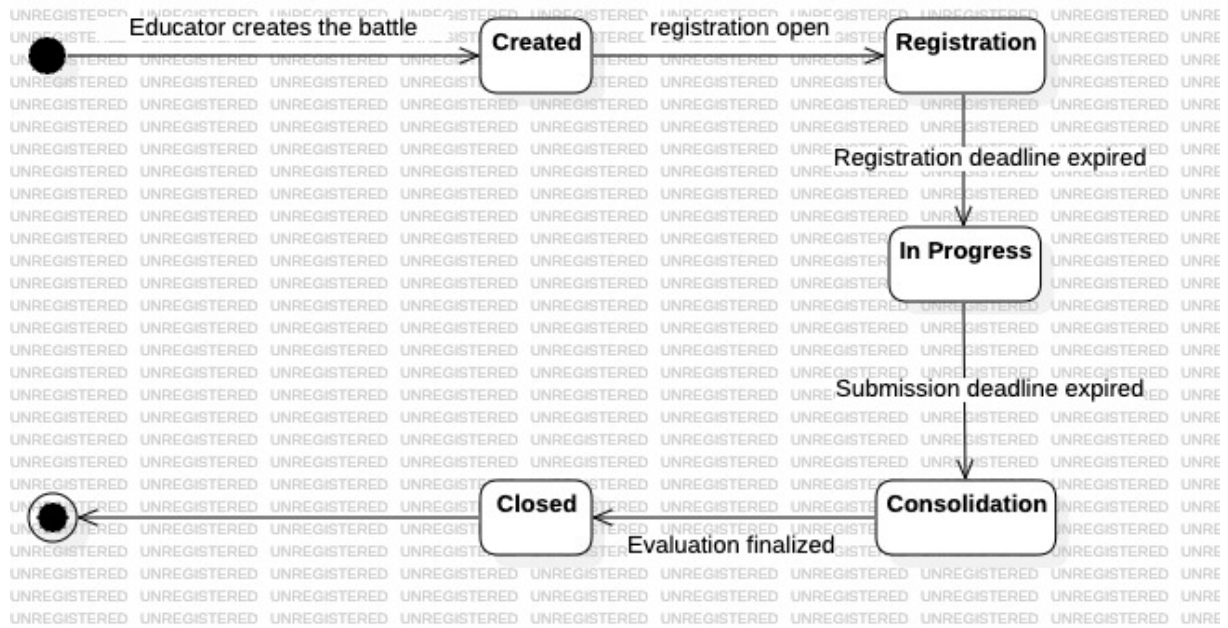 Educator creates the battle
Created
registration open
Registration
Registration deadline expired
In Progress
Submission deadline expired
Consolidation
Evaluation finalized
Closed
UNREGISTERED